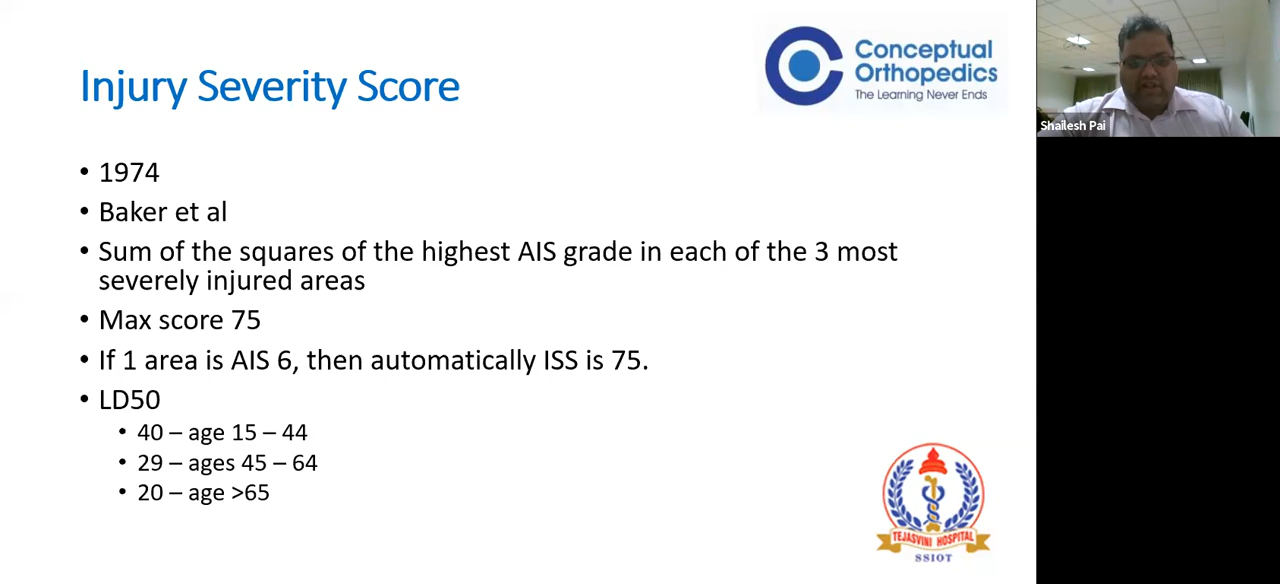 Injury Severity Score
Conceptual
Orthopedics
The Learning Never Ends
Shailesh Pai
• 1974
• Baker et al
• Sum of the squares of the highest AIS grade in each of the 3 most
severely injured areas
• Max score 75
• If 1 area is AIS 6, then automatically ISS is 75.
• LD50
• 40 – age 15 – 44
• 29 – ages 45 – 64
• 20 – age >65
TEJASVINI HOSPITAL
SSIOT